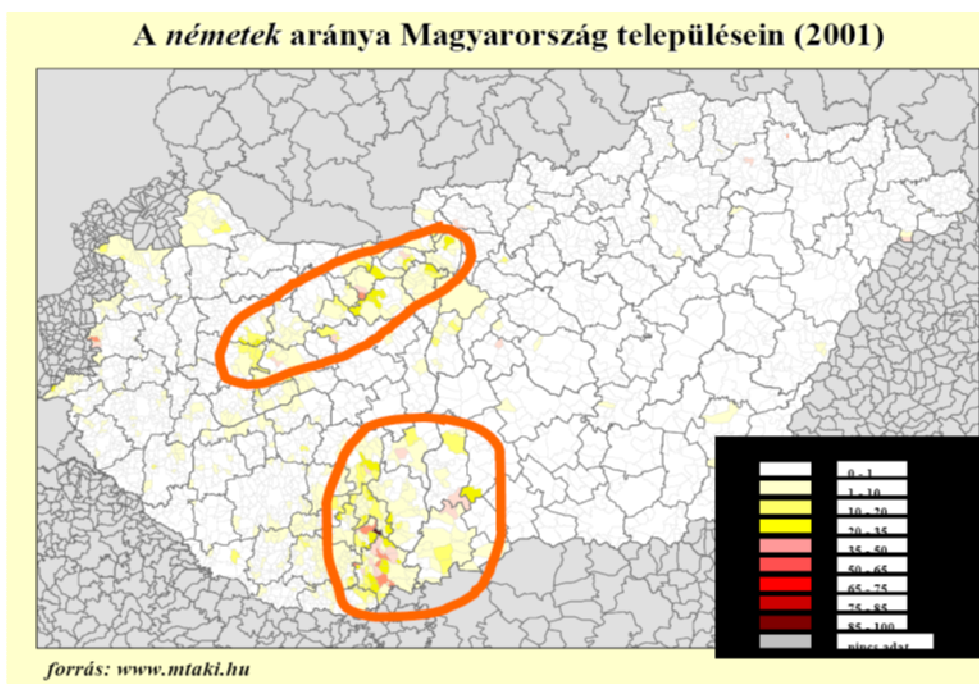 A németek aránya Magyarország településein (2001)
0 - 1
1 - 10
10 - 20
20 - 35
35 - 50
50 - 65
65 - 75
75 - 85
85 - 100
nincs adat
forrás: www.mtaki.hu